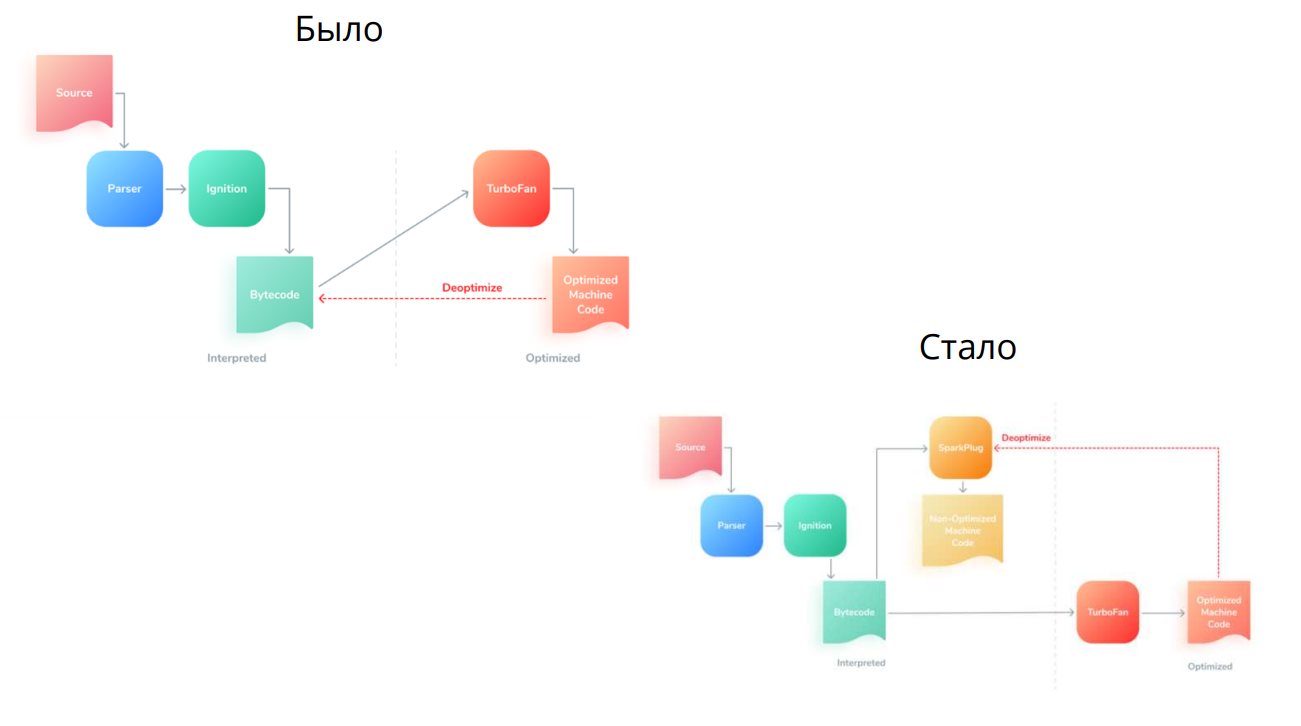 Было
Source
Parser
Ignition
TurboFan
Bytecode
Deoptimize
Optimized
Machine
Code
Interpreted
Optimized
Стало
Source
SparkPlug
Deoptimize
Parser
Ignition
Non-Optimized
Machine
Code
Bytecode
TurboFan
Optimized
Machine
Code
Interpreted
Optimized